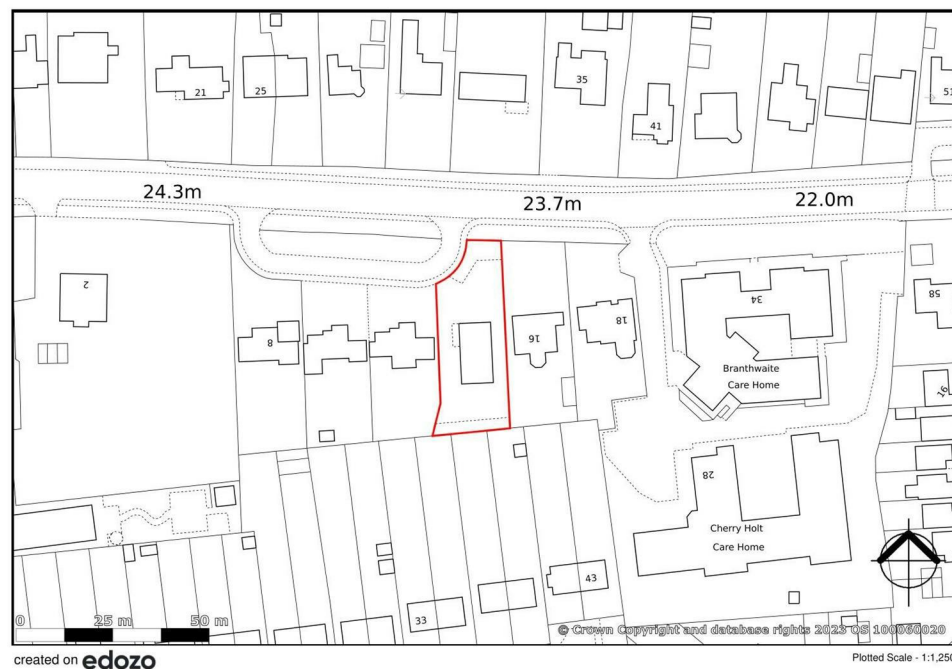 21
25
35
41
51
24.3m
23.7m
22.0m
2
8
16
18
34
58
Branthwaite
Care Home
16
28
Cherry Holt
Care Home
43
33
0 25 m 50 m
© Crown Copyright and database rights 2023 OS 100060020
created on edozo
Plotted Scale - 1:1,250